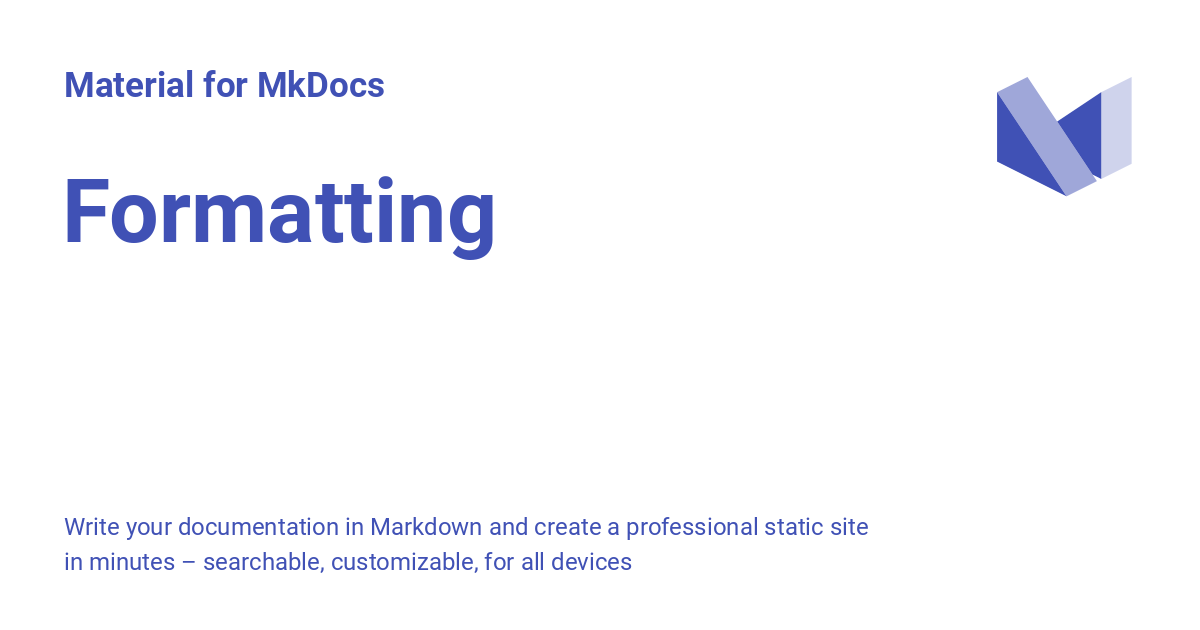 Material for MkDocs
Formatting
Write your documentation in Markdown and create a professional static site
in minutes – searchable, customizable, for all devices